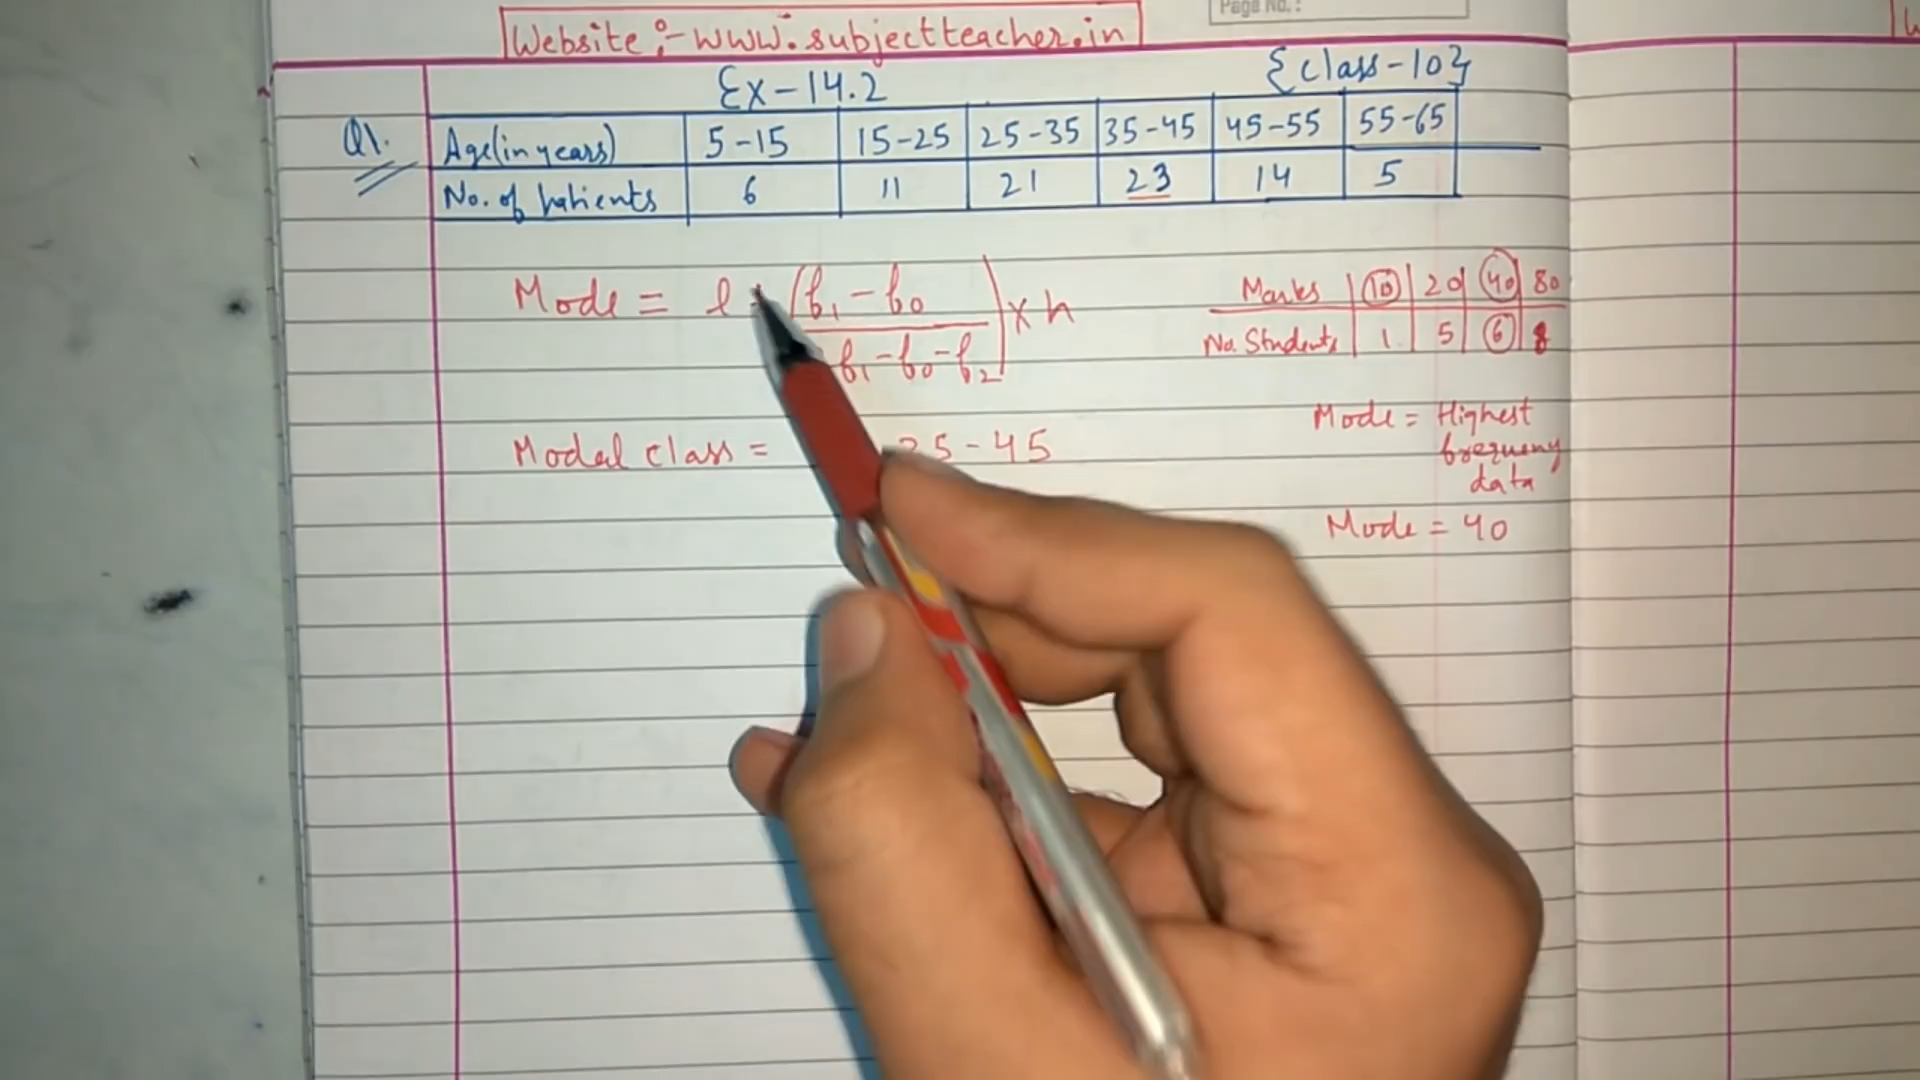 Website :- www.subjectteacher.in
Page No. :
Ex-14.2 {class-10}
Q1. Age(in years) 5-15 15-25 25-35 35-45 45-55 55-65
No. of patients 6 11 21 23 14 5
Mode = l + (f₁ - f₀ / f₁ - f₀ - f₂) x h
Modal class = 35-45
Marks 10 20 40 80
No. Students 1. 5 6
Mode = Highest
frequency
data
Mode = 40